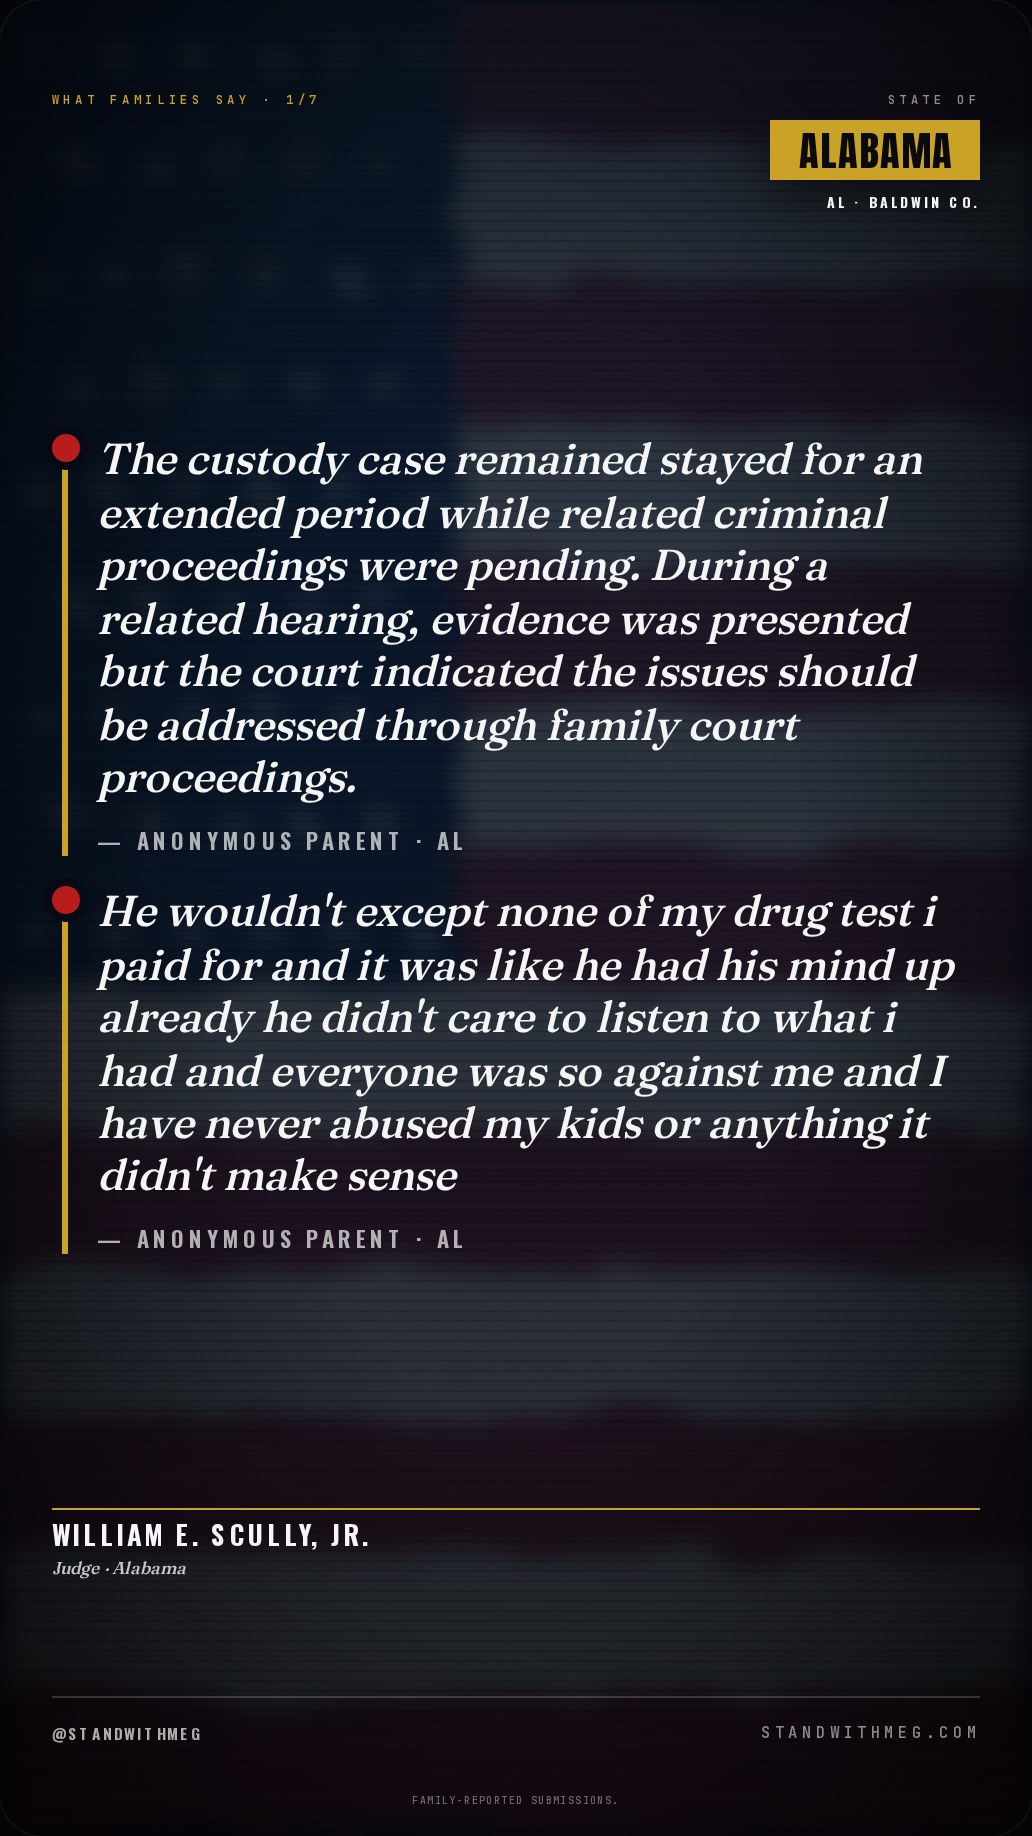 WHAT FAMILIES SAY · 1/7
STATE OF
ALABAMA
AL · BALDWIN CO.
The custody case remained stayed for an
extended period while related criminal
proceedings were pending. During a
related hearing, evidence was presented
but the court indicated the issues should
be addressed through family court
proceedings.
— ANONYMOUS PARENT · AL
He wouldn't except none of my drug test i
paid for and it was like he had his mind up
already he didn't care to listen to what i
had and everyone was so against me and I
have never abused my kids or anything it
didn't make sense
— ANONYMOUS PARENT · AL
WILLIAM E. SCULLY, JR.
Judge · Alabama
@STANDWITHMEG
STANDWITHMEG.COM
FAMILY-REPORTED SUBMISSIONS.